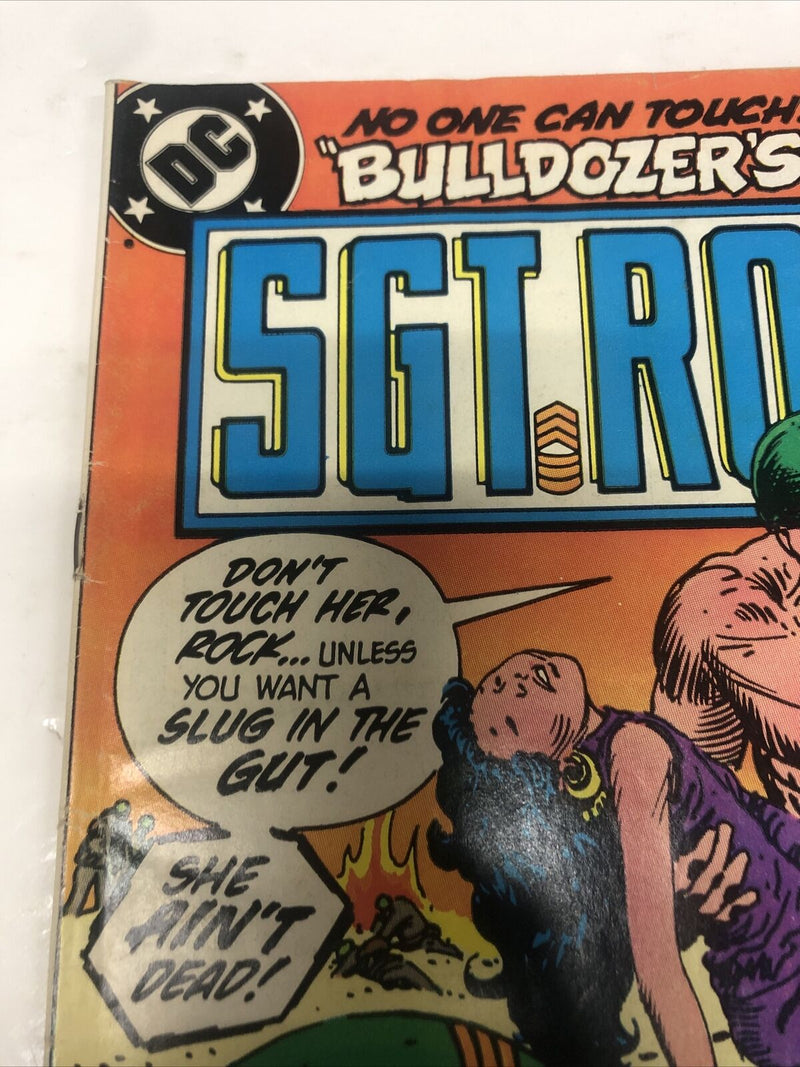 DC
NO ONE CAN TOUCH
"BULLDOZER'S
SGT. RO
DON'T
TOUCH HER,
ROCK... UNLESS
YOU WANT A
SLUG IN THE
GUT!
SHE
AIN'T
DEAD!